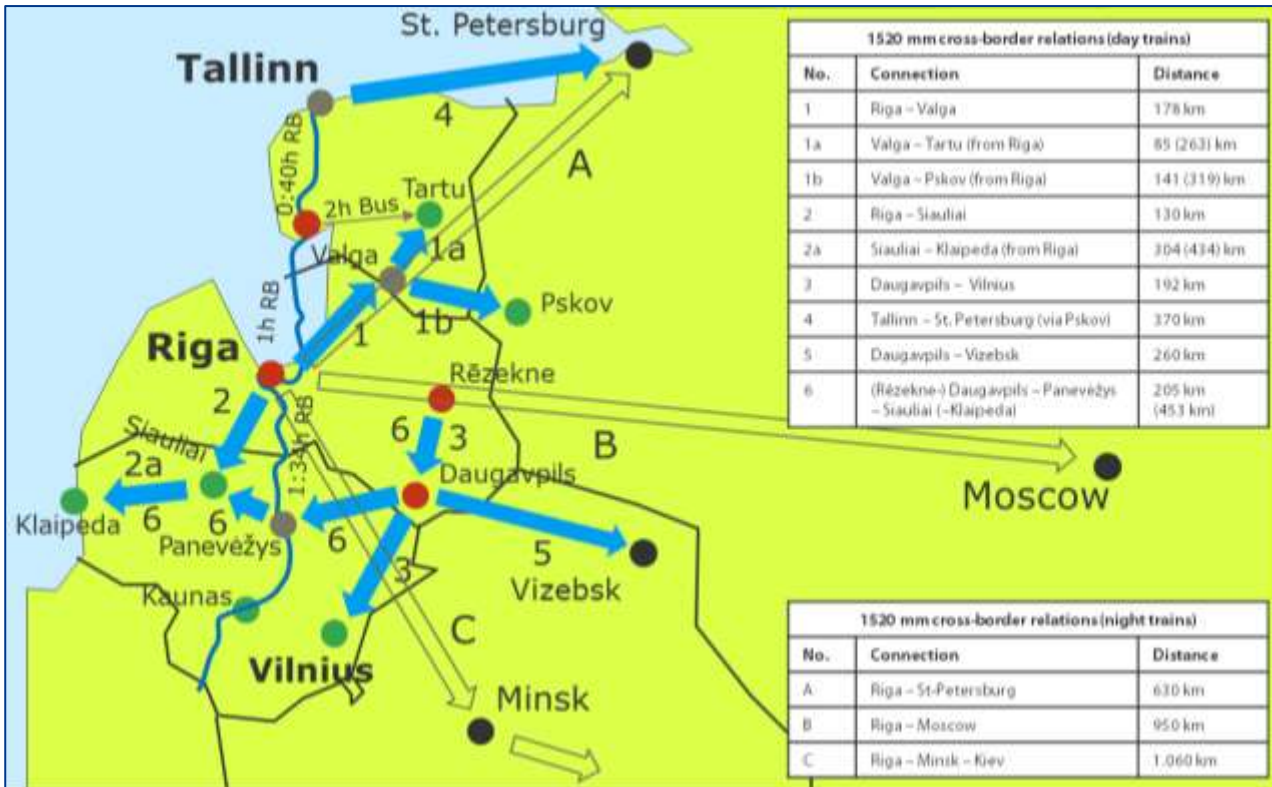 St. Petersburg
Tallinn
4
A
0:40h RB
Tartu
2h Bus
Valga
1a
1h RB
1
1b
Pskov
Riga
2
Rēzekne
1:34h RB
6
3
B
Siauliai
2a
Daugavpils
Moscow
Klaipeda
6
6
Panevėžys
6
3
5
Vizebsk
Kaunas
C
Vilnius
Minsk
1520 mm cross-border relations (day trains)
No. Connection Distance
1 Riga – Valga 178 km
1a Valga – Tartu (from Riga) 85 (263) km
1b Valga – Pskov (from Riga) 141 (319) km
2 Riga – Siauliai 130 km
2a Siauliai – Klaipeda (from Riga) 304 (434) km
3 Daugavpils – Vilnius 192 km
4 Tallinn – St. Petersburg (via Pskov) 370 km
5 Daugavpils – Vizebsk 260 km
6 (Rēzekne-) Daugavpils – Panevėžys 205 km
– Siauliai (–Klaipeda) (453 km)
1520 mm cross-border relations (night trains)
No. Connection Distance
A Riga – St-Petersburg 630 km
B Riga – Moscow 950 km
C Riga – Minsk – Kiev 1.060 km